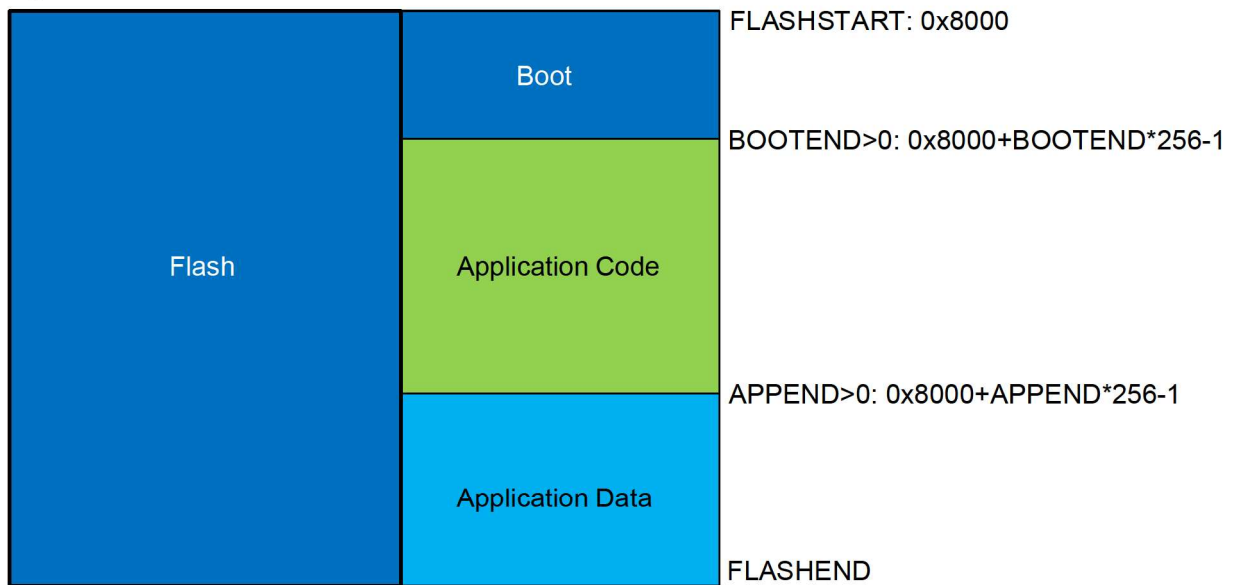 FLASHSTART: 0x8000
Boot
BOOTEND>0: 0x8000+BOOTEND*256-1
Flash
Application Code
APPEND>0: 0x8000+APPEND*256-1
Application Data
FLASHEND